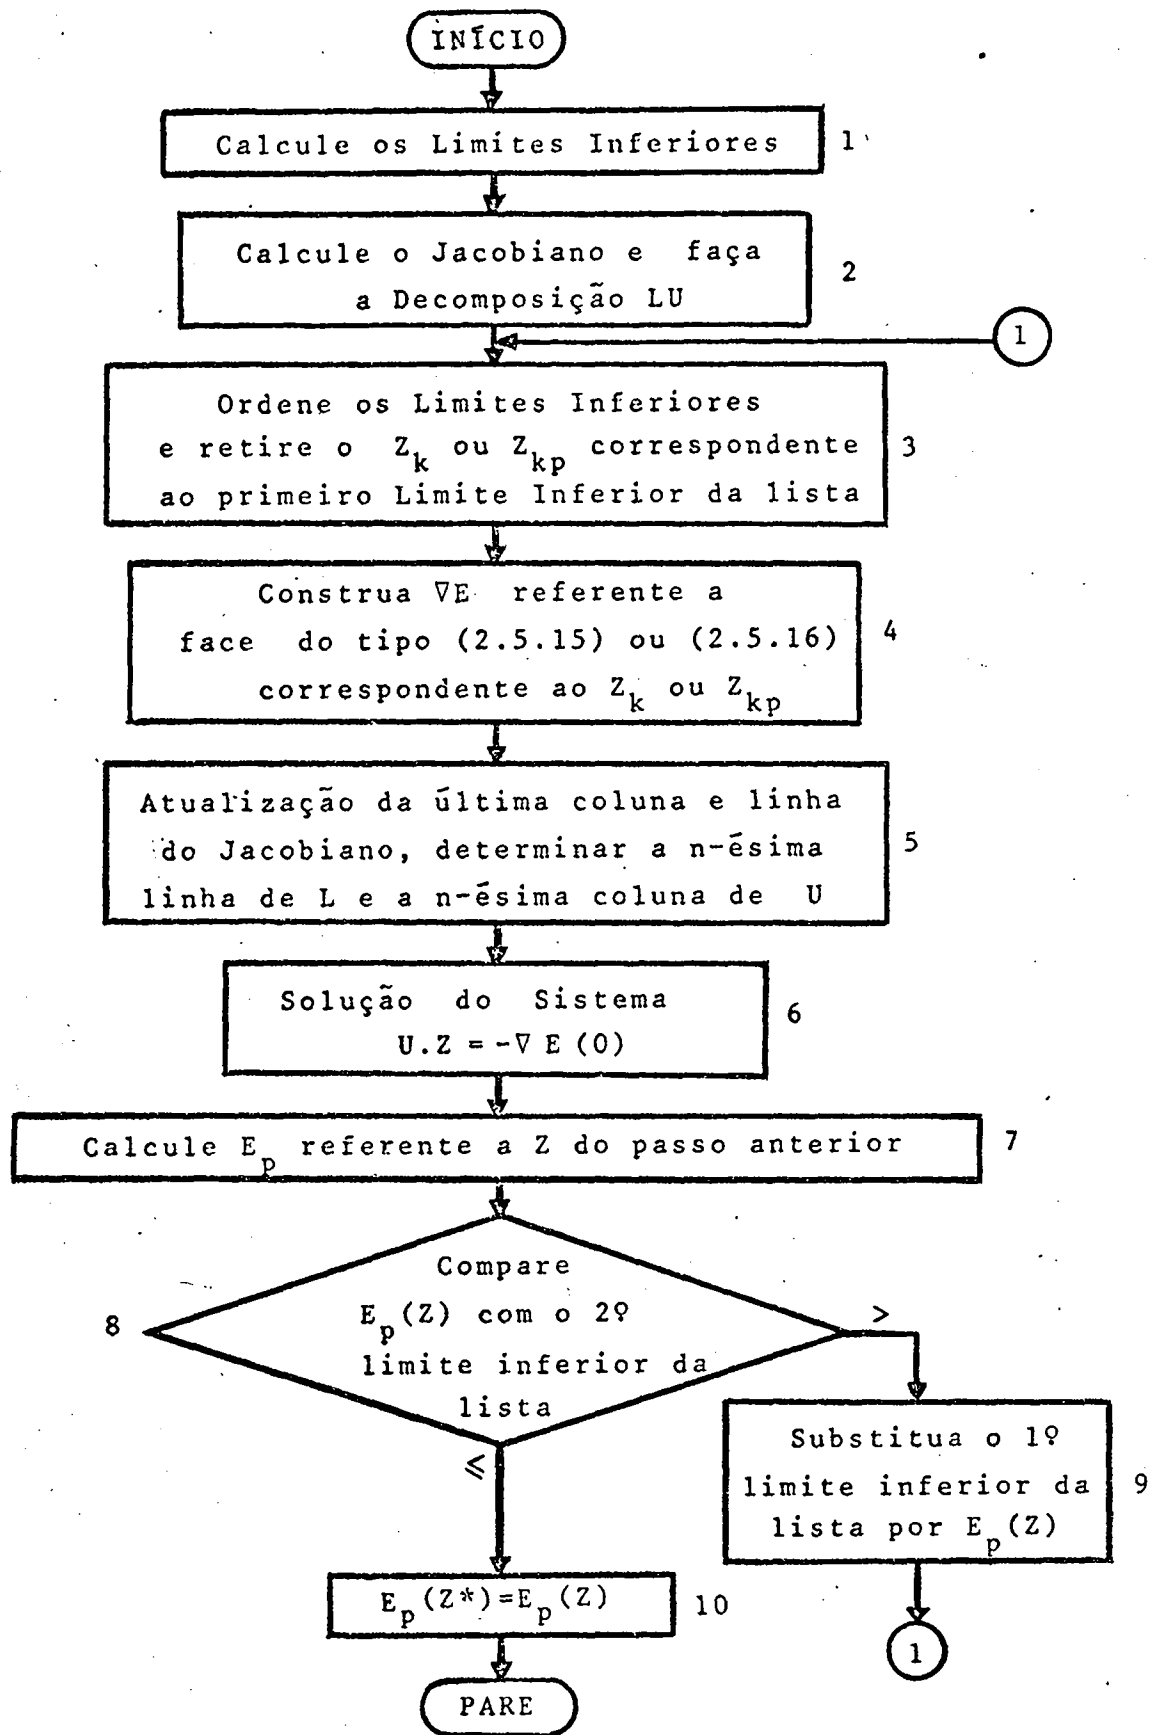 INÍCIO
Calcule os Limites Inferiores
1
Calcule o Jacobiano e faça
a Decomposição LU
2
1
Ordene os Limites Inferiores
e retire o Z_k ou Z_kp correspondente
ao primeiro Limite Inferior da lista
3
Construa ∇E referente a
face do tipo (2.5.15) ou (2.5.16)
correspondente ao Z_k ou Z_kp
4
Atualização da última coluna e linha
do Jacobiano, determinar a n-ésima
linha de L e a n-ésima coluna de U
5
Solução do Sistema
U.Z = -∇ E (0)
6
Calcule E_p referente a Z do passo anterior
7
Compare
E_p(Z) com o 2º
limite inferior da
lista
8
>
≤
Substitua o 1º
limite inferior da
lista por E_p(Z)
9
E_p(Z*)=E_p(Z)
10
1
PARE